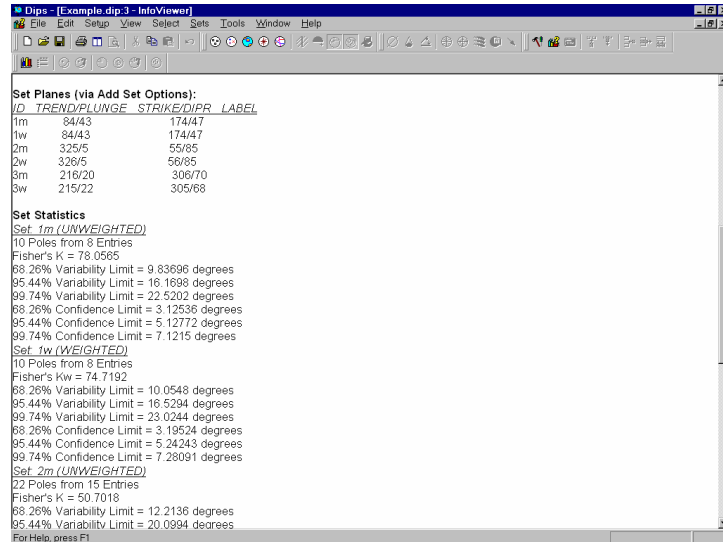 Dips - [Example.dip:3 - InfoViewer]
File Edit Setup View Select Sets Tools Window Help
Set Planes (via Add Set Options):
ID TREND/PLUNGE STRIKE/DIPR LABEL
1m 84/43 174/47
1w 84/43 174/47
2m 325/5 55/85
2w 326/5 56/85
3m 216/20 306/70
3w 215/22 305/68
Set Statistics
Set: 1m (UNWEIGHTED)
10 Poles from 8 Entries
Fisher's K = 78.0565
68.26% Variability Limit = 9.83696 degrees
95.44% Variability Limit = 16.1698 degrees
99.74% Variability Limit = 22.5202 degrees
68.26% Confidence Limit = 3.12536 degrees
95.44% Confidence Limit = 5.12772 degrees
99.74% Confidence Limit = 7.1215 degrees
Set: 1w (WEIGHTED)
10 Poles from 8 Entries
Fisher's Kw = 74.7192
68.26% Variability Limit = 10.0548 degrees
95.44% Variability Limit = 16.5294 degrees
99.74% Variability Limit = 23.0244 degrees
68.26% Confidence Limit = 3.19524 degrees
95.44% Confidence Limit = 5.24243 degrees
99.74% Confidence Limit = 7.28091 degrees
Set: 2m (UNWEIGHTED)
22 Poles from 15 Entries
Fisher's K = 50.7018
68.26% Variability Limit = 12.2136 degrees
95.44% Variability Limit = 20.0994 degrees
For Help, press F1